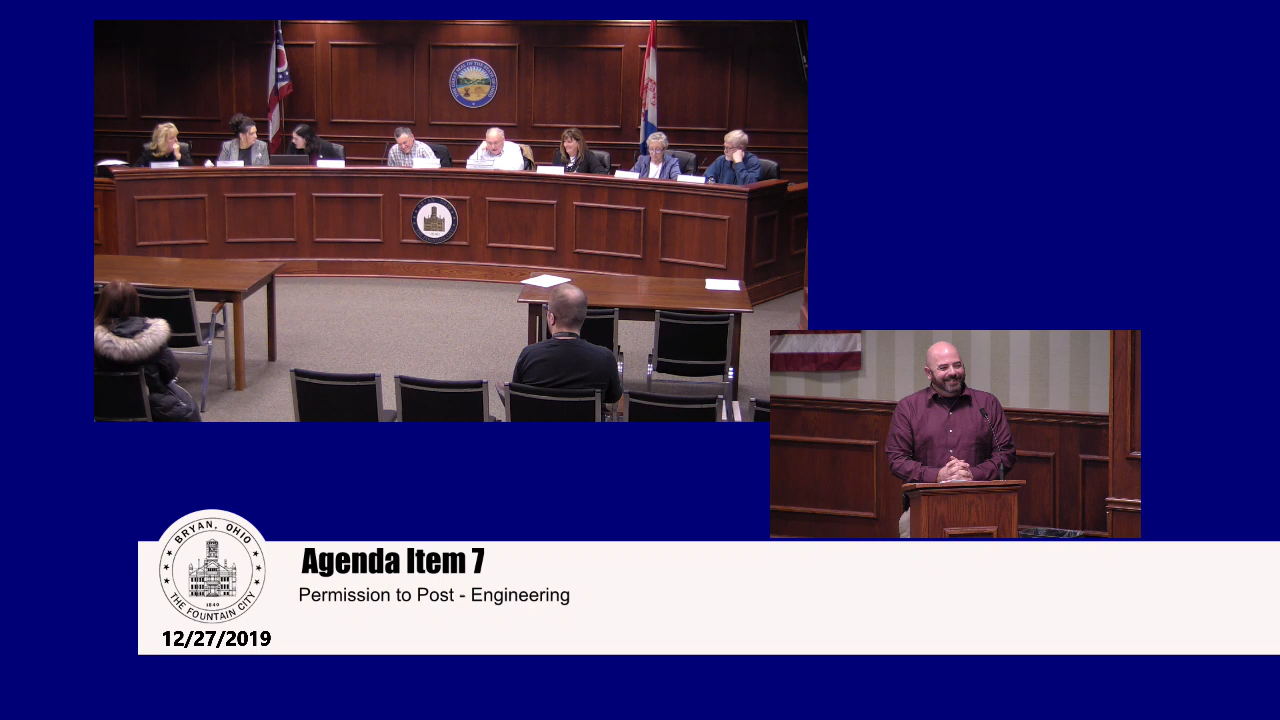 Agenda Item 7
Permission to Post - Engineering
BRYAN, OHIO
1840
THE FOUNTAIN CITY
12/27/2019